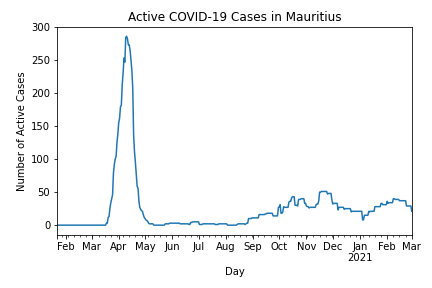 Active COVID-19 Cases in Mauritius
300
250
200
150
100
50
0
Number of Active Cases
Feb Mar Apr May Jun Jul Aug Sep Oct Nov Dec Jan Feb Mar
2021
Day